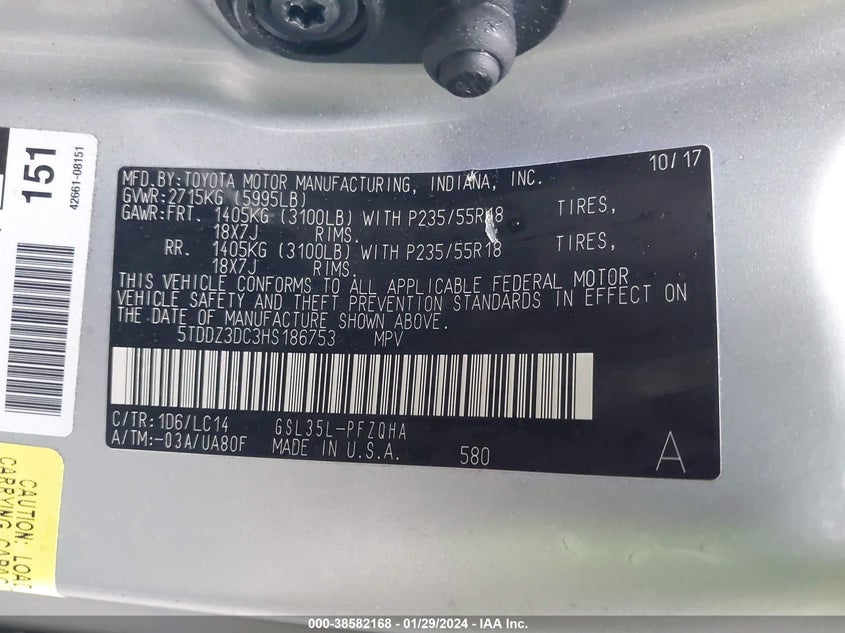 151
42661-08151
MFD.BY:TOYOTA MOTOR MANUFACTURING, INDIANA, INC. 10/17
GVWR:2715KG (5995LB)
GAWR:FRT. 1405KG (3100LB) WITH P235/55R18 TIRES,
18X7J RIMS.
RR. 1405KG (3100LB) WITH P235/55R18 TIRES,
18X7J RIMS.
THIS VEHICLE CONFORMS TO ALL APPLICABLE FEDERAL MOTOR
VEHICLE SAFETY AND THEFT PREVENTION STANDARDS IN EFFECT ON
THE DATE OF MANUFACTURE SHOWN ABOVE.
5TDDZ3DC3HS186753 MPV
C/TR:1D6/LC14 GSL35L-PFZQHA
A/TM:-03A/UA80F MADE IN U.S.A. 580 A
CAUTION:
CARRYING
000-38582168 | 01/29/2024 | IAA Inc.